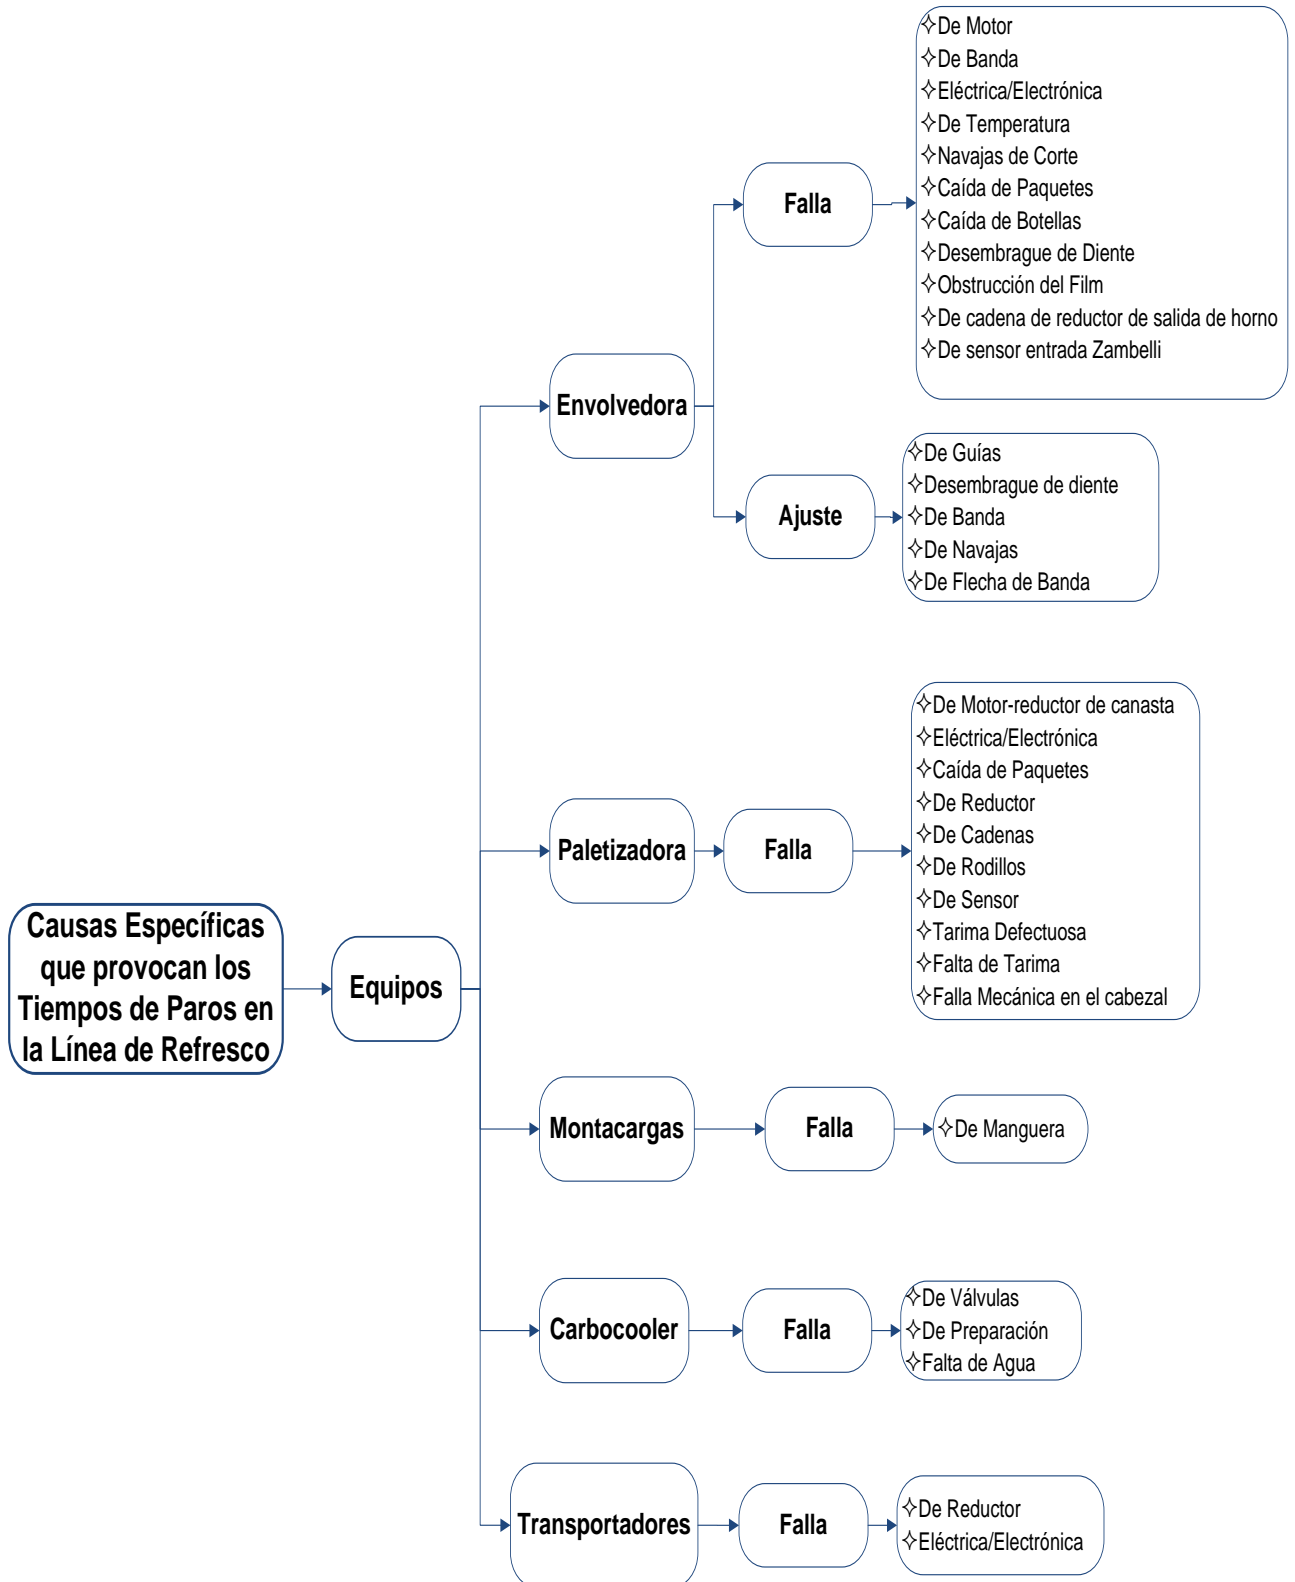 Causas Específicas
que provocan los
Tiempos de Paros en
la Línea de Refresco
Equipos
Envolvedora
Falla
✧De Motor
✧De Banda
✧Eléctrica/Electrónica
✧De Temperatura
✧Navajas de Corte
✧Caída de Paquetes
✧Caída de Botellas
✧Desembrague de Diente
✧Obstrucción del Film
✧De cadena de reductor de salida de horno
✧De sensor entrada Zambelli
Ajuste
✧De Guías
✧Desembrague de diente
✧De Banda
✧De Navajas
✧De Flecha de Banda
Paletizadora
Falla
✧De Motor-reductor de canasta
✧Eléctrica/Electrónica
✧Caída de Paquetes
✧De Reductor
✧De Cadenas
✧De Rodillos
✧De Sensor
✧Tarima Defectuosa
✧Falta de Tarima
✧Falla Mecánica en el cabezal
Montacargas
Falla
✧De Manguera
Carbocooler
Falla
✧De Válvulas
✧De Preparación
✧Falta de Agua
Transportadores
Falla
✧De Reductor
✧Eléctrica/Electrónica